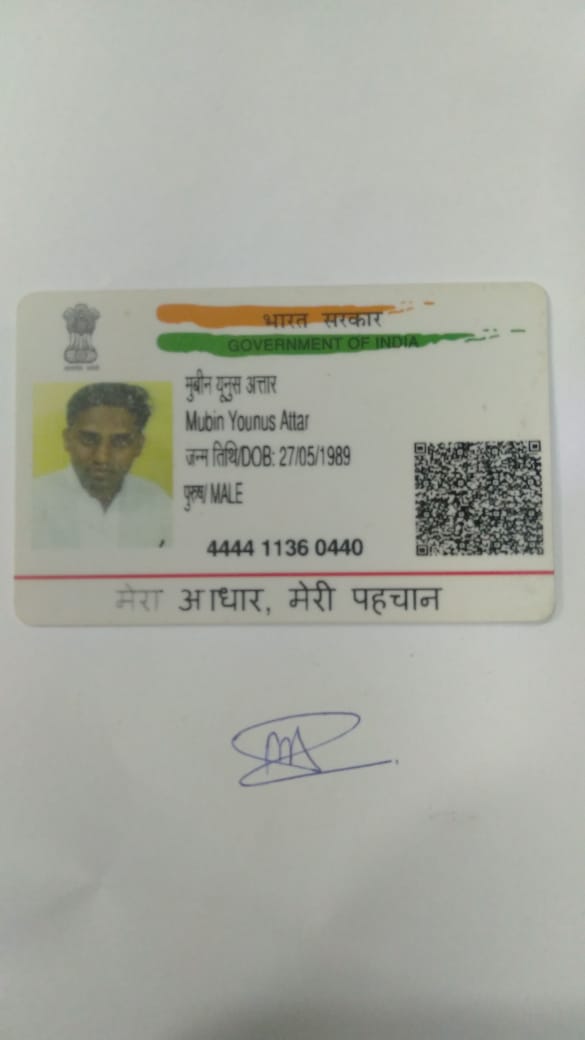 भारत सरकार
GOVERNMENT OF INDIA
मुबीन यूनुस अत्तार
Mubin Younus Attar
जन्म तिथि/DOB: 27/05/1989
पुरुष/ MALE
4444 1136 0440
मेरा आधार, मेरी पहचान